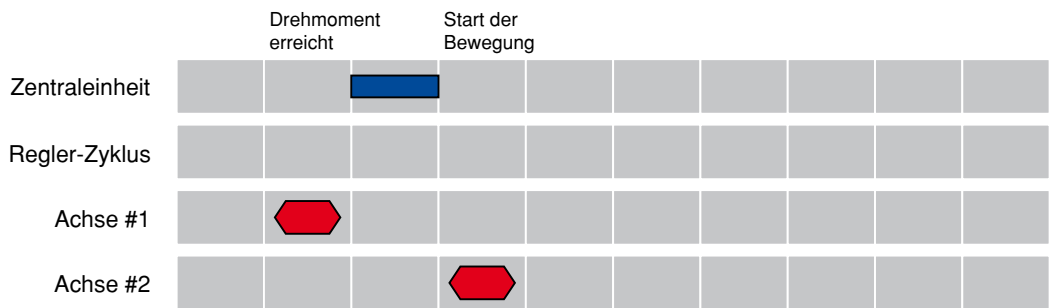 Drehmoment
erreicht
Start der
Bewegung
Zentraleinheit
Regler-Zyklus
Achse #1
Achse #2